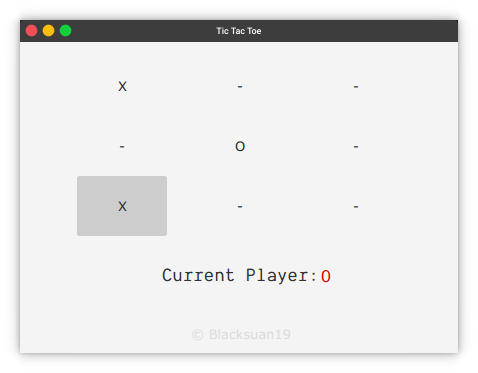 Tic Tac Toe
X - -
- O -
X - -
Current Player: O
© Blacksuan19